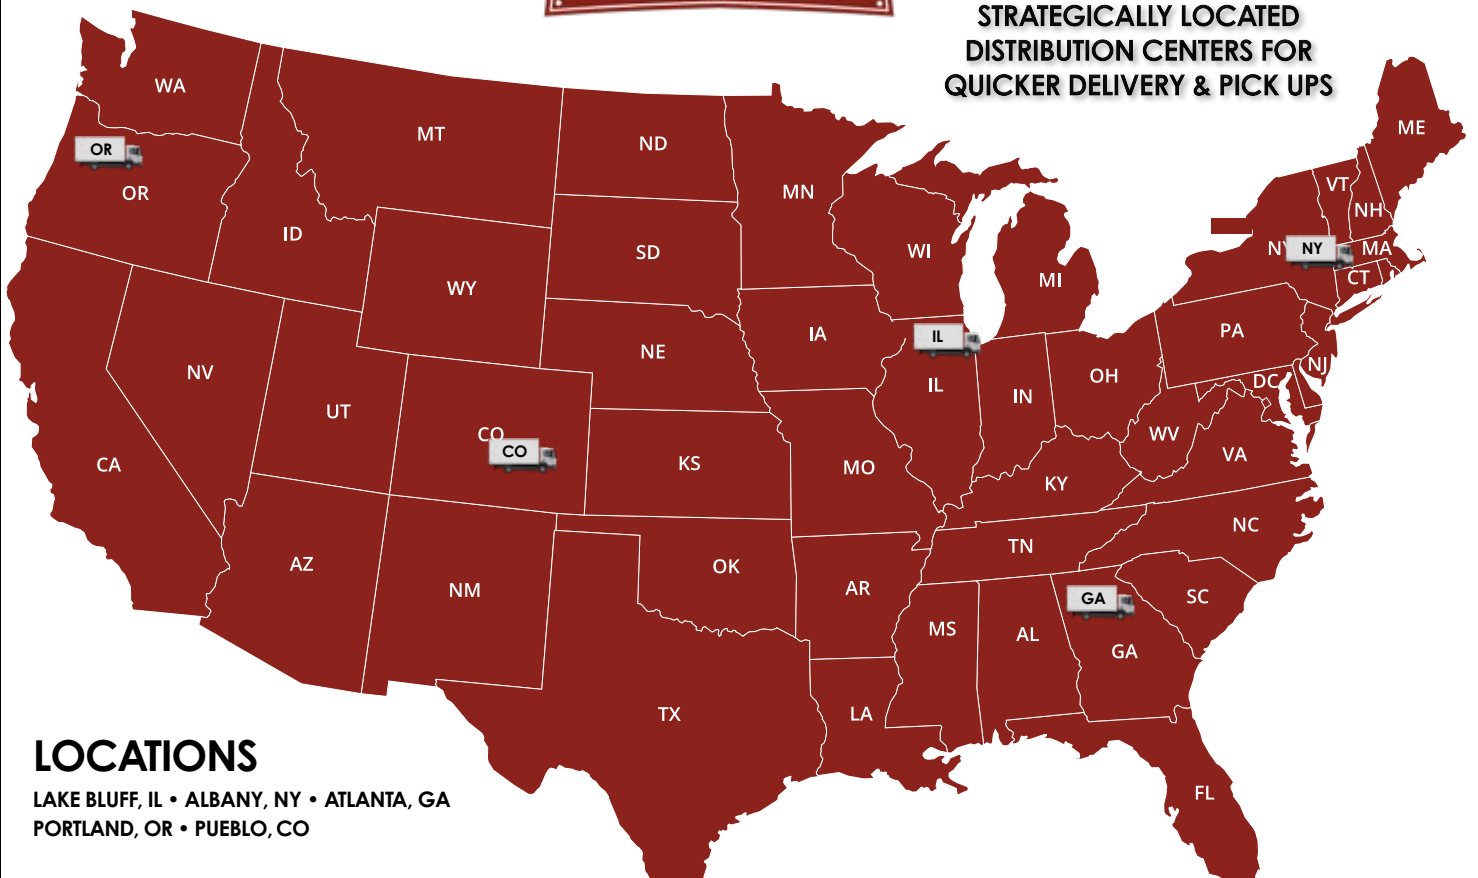 STRATEGICALLY LOCATED
DISTRIBUTION CENTERS FOR
QUICKER DELIVERY & PICK UPS
WA
MT
ND
MN
ME
OR
OR
ID
WY
SD
WI
MI
VT
NH
NY
NY
MA
CT
NV
UT
CO
CO
NE
IA
IL
IL
IN
OH
PA
NJ
DC
CA
KS
MO
KY
WV
VA
AZ
NM
OK
AR
TN
NC
TX
LA
MS
AL
GA
GA
SC
FL
LOCATIONS
LAKE BLUFF, IL • ALBANY, NY • ATLANTA, GA
PORTLAND, OR • PUEBLO, CO